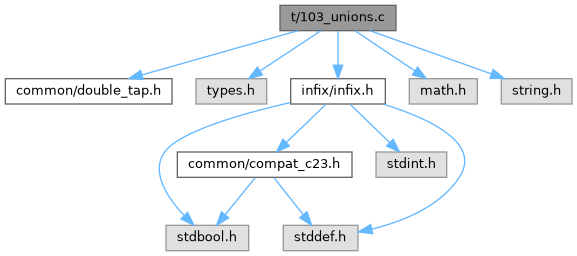 t/103_unions.c
common/double_tap.h
types.h
infix/infix.h
math.h
string.h
common/compat_c23.h
stdint.h
stdbool.h
stddef.h